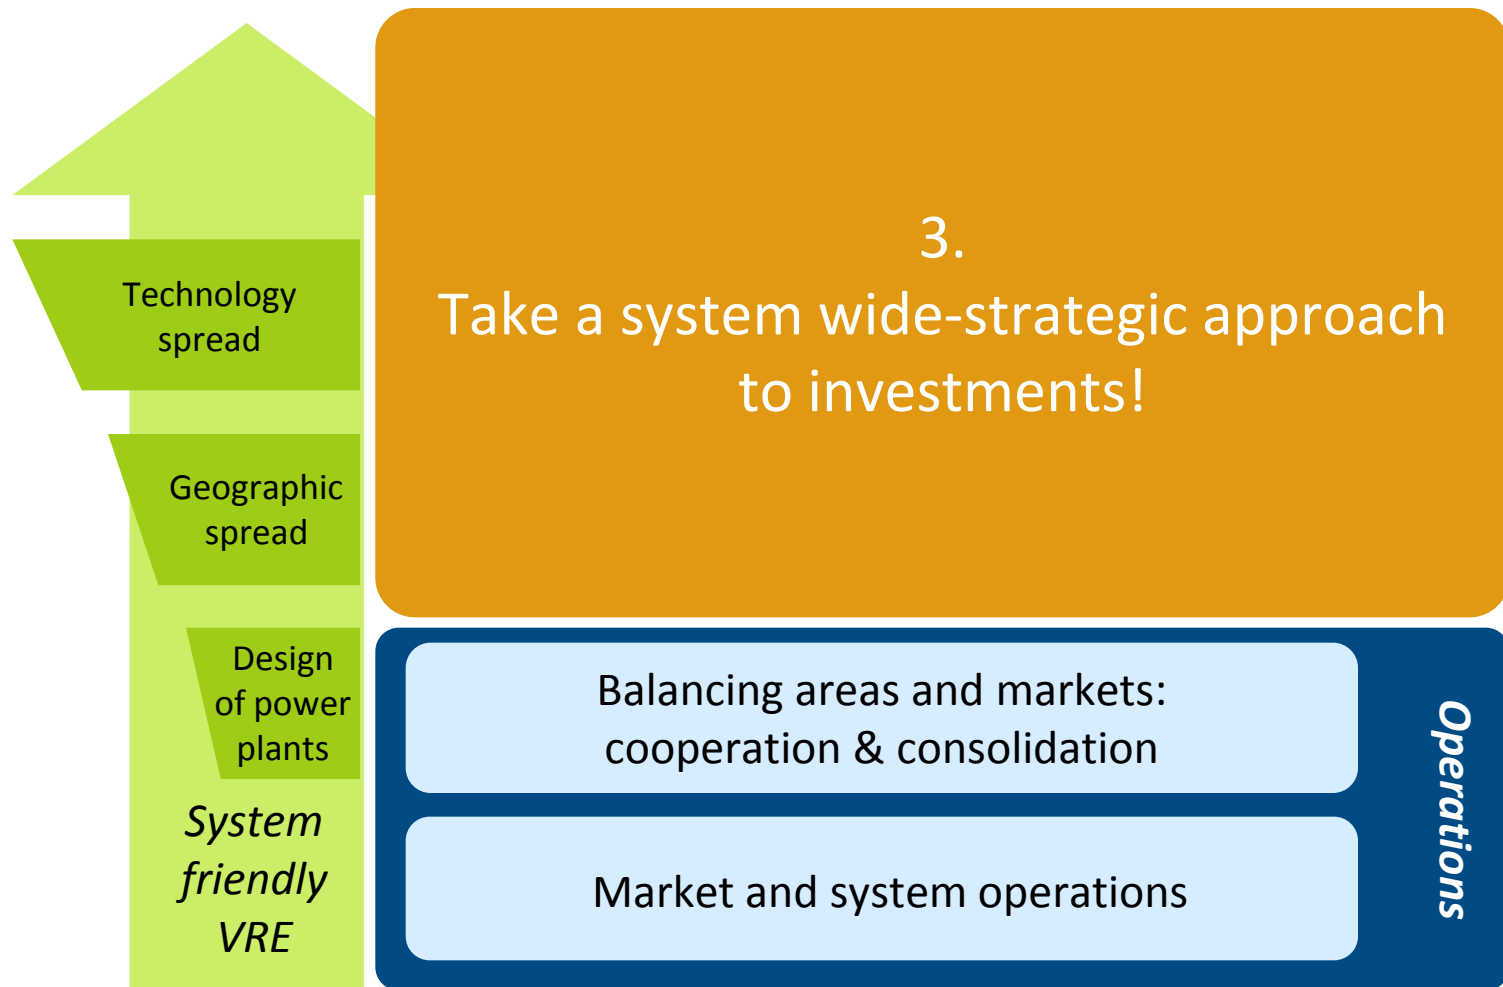 3.
Take a system wide-strategic approach
to investments!
Technology
spread
Geographic
spread
Design
of power
plants
System
friendly
VRE
Balancing areas and markets:
cooperation & consolidation
Market and system operations
Operations